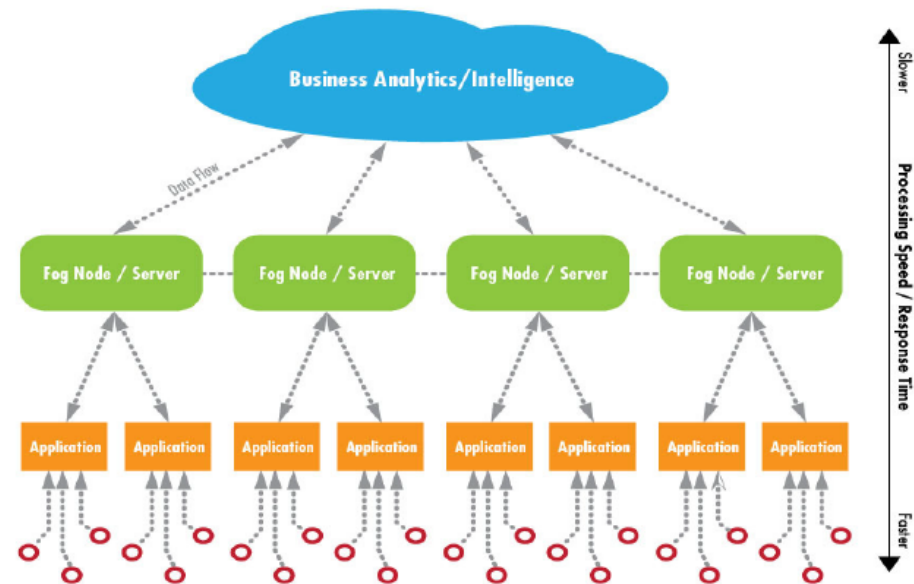 Business Analytics/Intelligence
Slower
Data Flow
Processing Speed / Response Time
Fog Node / Server
Fog Node / Server
Fog Node / Server
Fog Node / Server
Application
Application
Application
Application
Application
Application
Application
Application
Faster